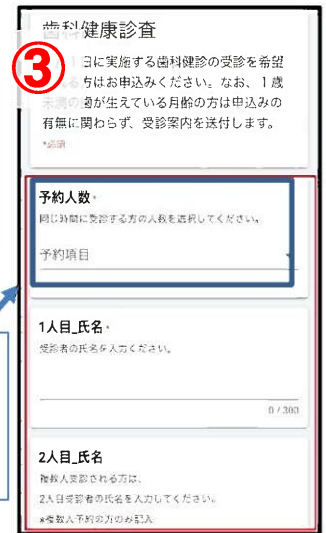 ③
歯科健康診査
日に実施する歯科健診の受診を希望
方はお申込みください。なお、1歳
歯が生えている月齢の方は申込みの
有無に関わらず、受診案内を送付します。
*必須
予約人数*
同じ時間に受診する方の人数を選択してください。
予約項目
1人目_氏名*
受診者の氏名を入力ください。
0 / 300
2人目_氏名
複数人受診される方は、
2人目受診者の氏名を入力してください。
*複数人予約の方のみ記入